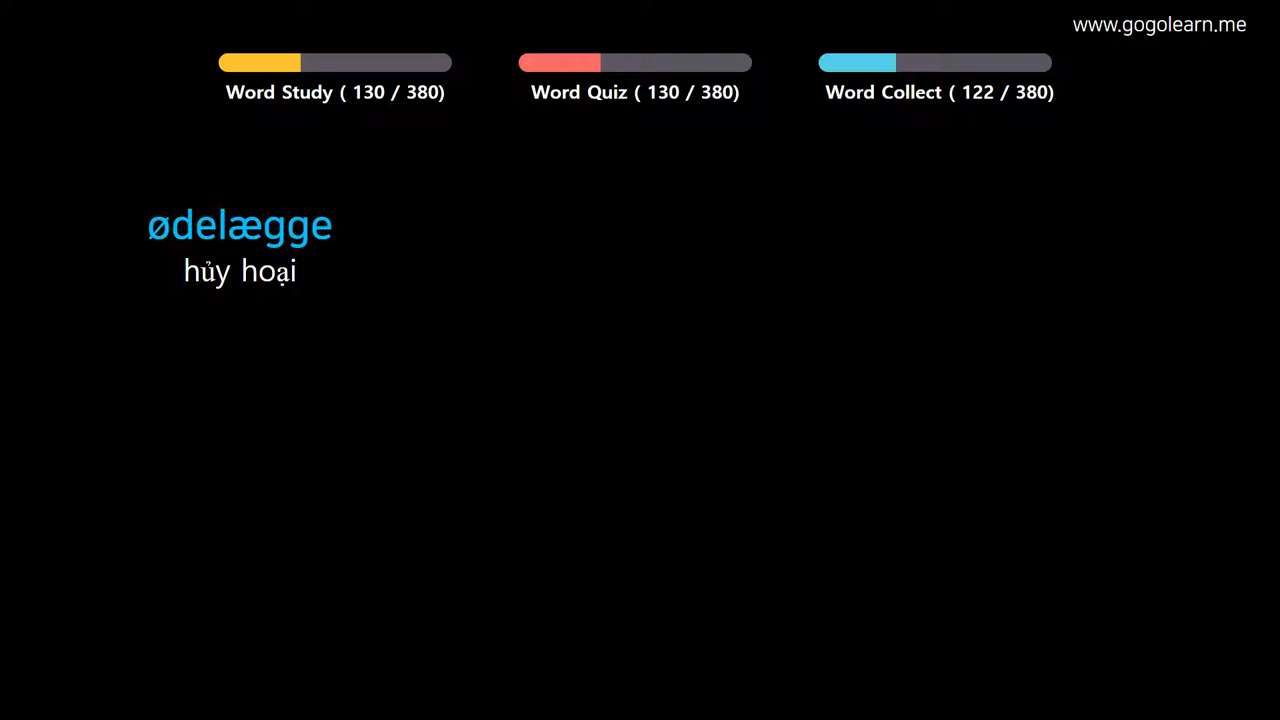 www.gogolearn.me
Word Study ( 130 / 380)
Word Quiz ( 130 / 380)
Word Collect ( 122 / 380)
ødelægge
hủy hoại